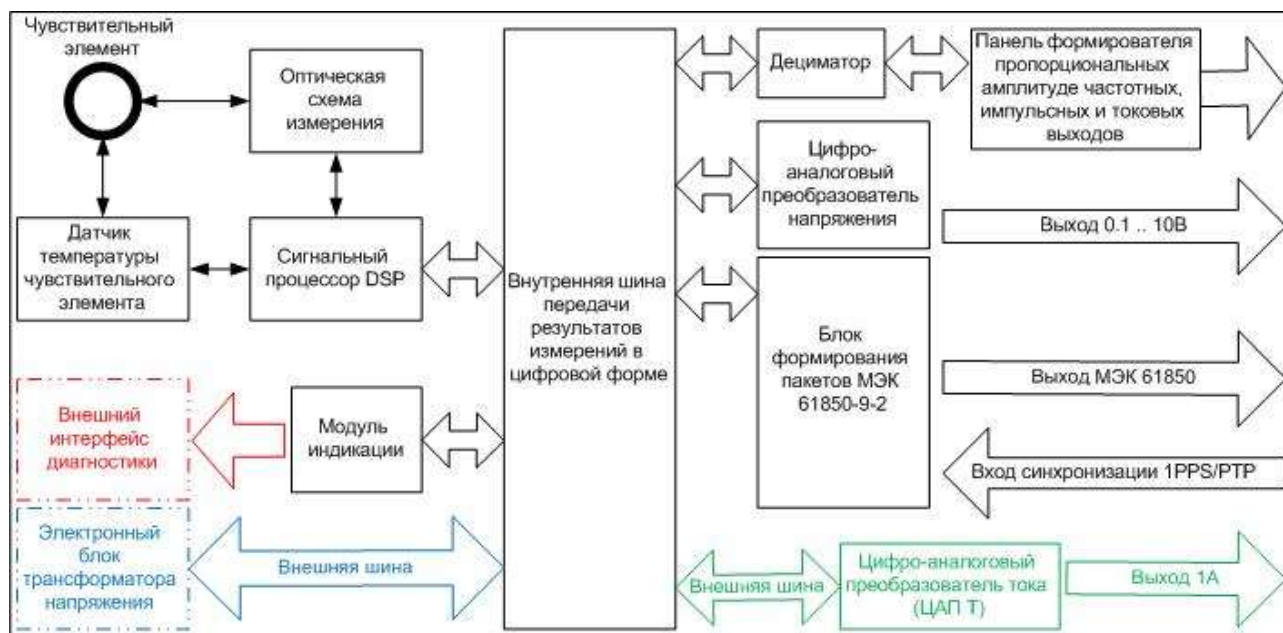 Чувствительный
элемент
Оптическая
схема
измерения
Датчик
температуры
чувствительного
элемента
Сигнальный
процессор DSP
Внешний
интерфейс
диагностики
Модуль
индикации
Электронный
блок
трансформатора
напряжения
Внешняя шина
Внутренняя шина
передачи
результатов
измерений в
цифровой форме
Дециматор
Панель формирователя
пропорциональных
амплитуде частотных,
импульсных и токовых
выходов
Цифро-
аналоговый
преобразователь
напряжения
Выход 0.1 .. 10В
Блок
формирования
пакетов МЭК
61850-9-2
Выход МЭК 61850
Вход синхронизации 1PPS/PTP
Внешняя шина
Цифро-аналоговый
преобразователь тока
(ЦАП Т)
Выход 1А